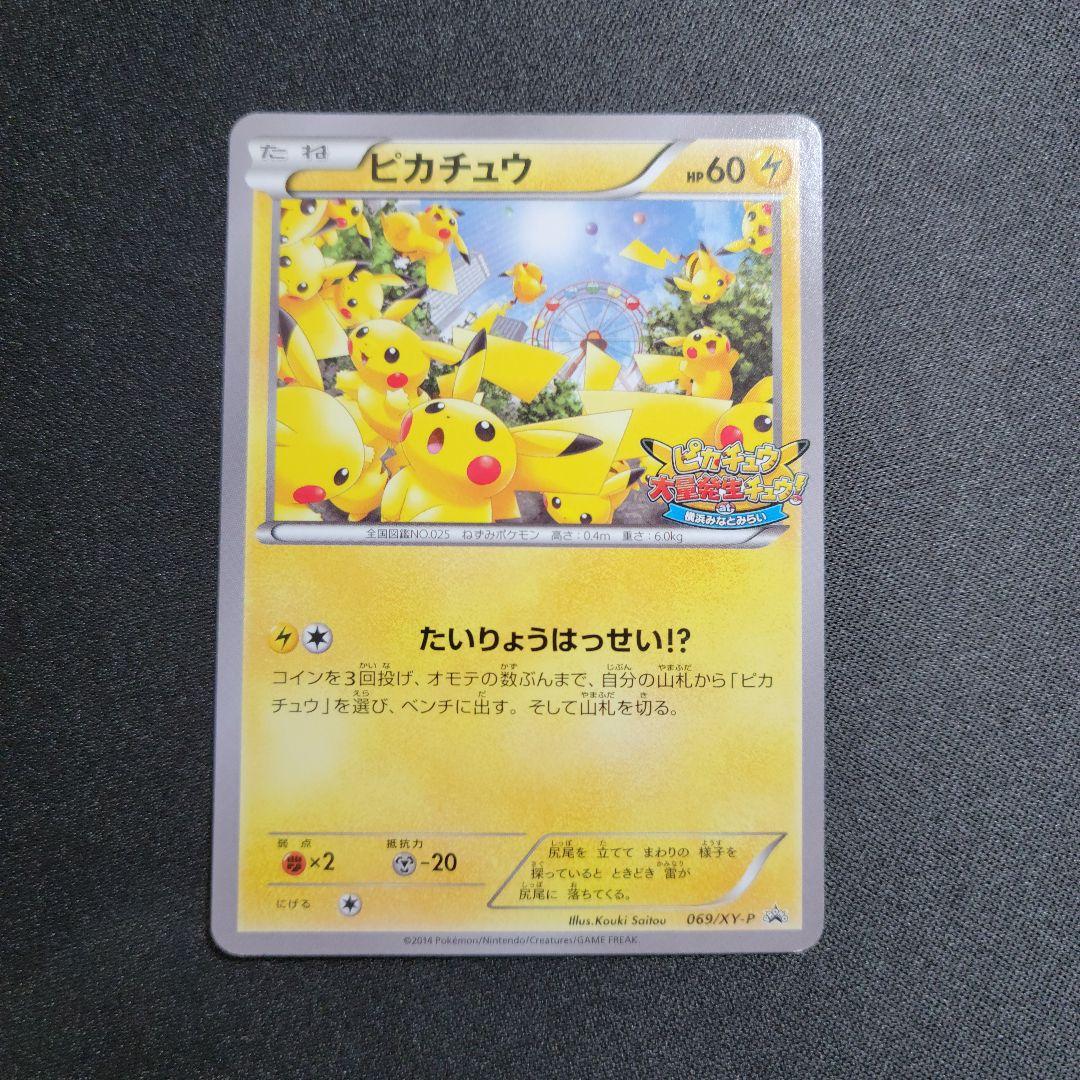 たね
ピカチュウ
HP60
ピカチュウ
大量発生チュウ!
at
横浜みなとみらい
全国図鑑NO.025 ねずみポケモン 高さ:0.4m 重さ:6.0kg
たいりょうはっせい!?
コインを3回投げ、オモテの数ぶんまで、自分の山札から「ピカ
チュウ」を選び、ベンチに出す。そして山札を切る。
弱点 抵抗力
×2 -20
にげる
尻尾を 立てて まわりの 様子を
探っていると ときどき 雷が
尻尾に 落ちてくる。
Illus.Kouki Saitou 069/XY-P
©2014 Pokémon/Nintendo/Creatures/GAME FREAK.